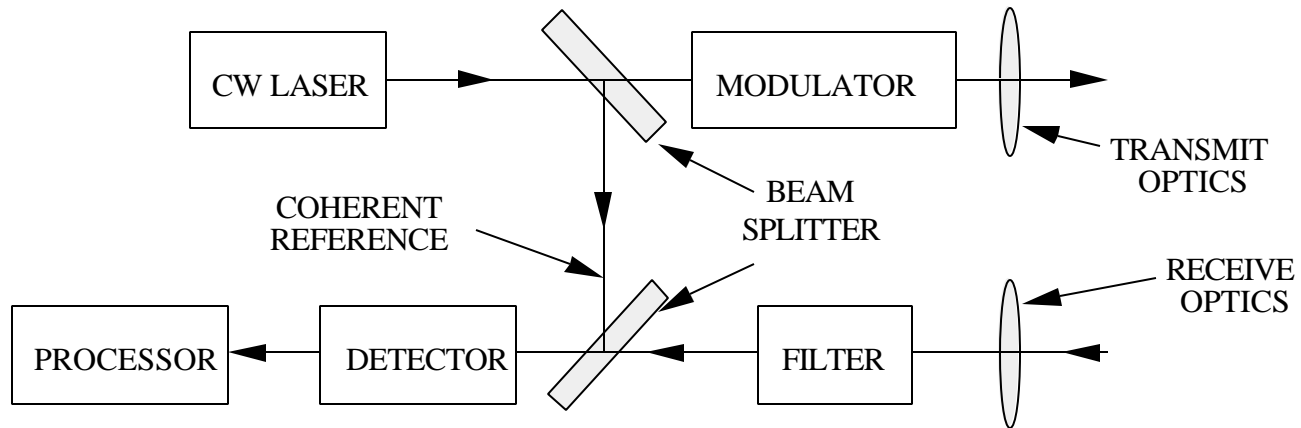 CW LASER
MODULATOR
TRANSMIT
OPTICS
COHERENT
REFERENCE
BEAM
SPLITTER
RECEIVE
OPTICS
PROCESSOR
DETECTOR
FILTER